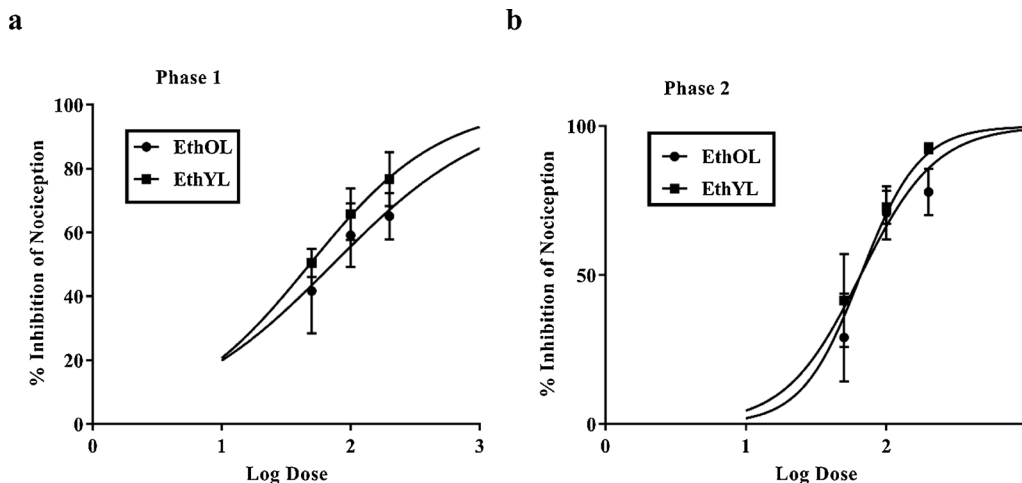 a
Phase 1
% Inhibition of Nociception
100
80
60
40
20
0
EthOL
EthYL
0 1 2 3
Log Dose
b
Phase 2
% Inhibition of Nociception
100
50
0
EthOL
EthYL
0 1 2
Log Dose